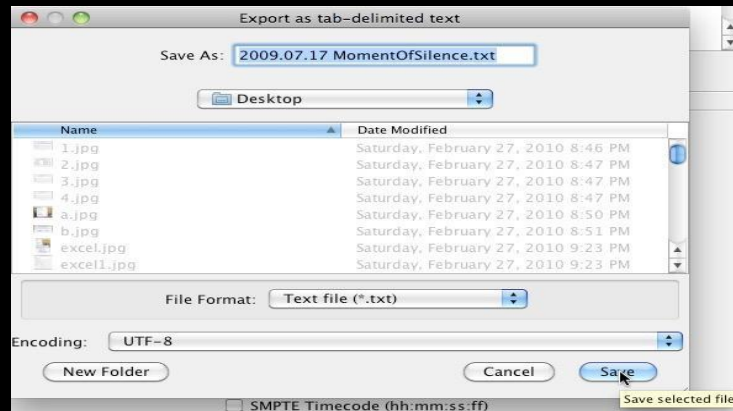 Export as tab-delimited text
Save As: 2009.07.17 MomentOfSilence.txt
Desktop
Name Date Modified
1.jpg Saturday, February 27, 2010 8:46 PM
2.jpg Saturday, February 27, 2010 8:47 PM
3.jpg Saturday, February 27, 2010 8:47 PM
4.jpg Saturday, February 27, 2010 8:47 PM
a.jpg Saturday, February 27, 2010 8:50 PM
b.jpg Saturday, February 27, 2010 8:51 PM
excel.jpg Saturday, February 27, 2010 9:23 PM
excel1.jpg Saturday, February 27, 2010 9:23 PM
File Format: Text file (*.txt)
Encoding: UTF-8
New Folder Cancel Save
Save selected file
SMPTE Timecode (hh:mm:ss:ff)